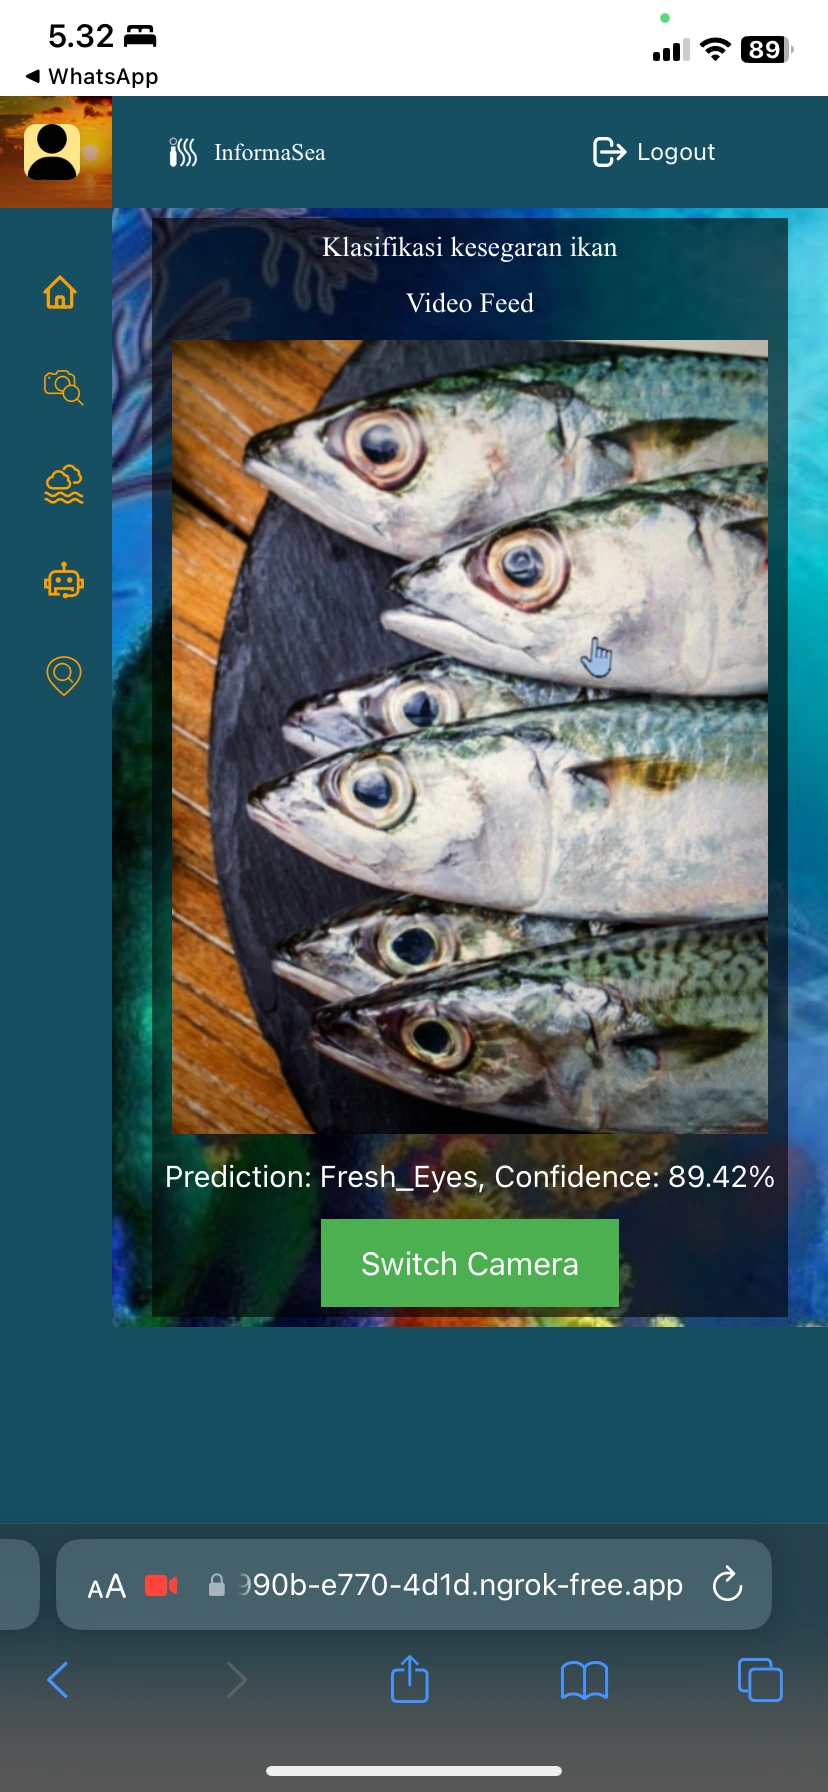 5.32
89
WhatsApp
InformaSea
Logout
Klasifikasi kesegaran ikan
Video Feed
Prediction: Fresh_Eyes, Confidence: 89.42%
Switch Camera
AA
90b-e770-4d1d.ngrok-free.app